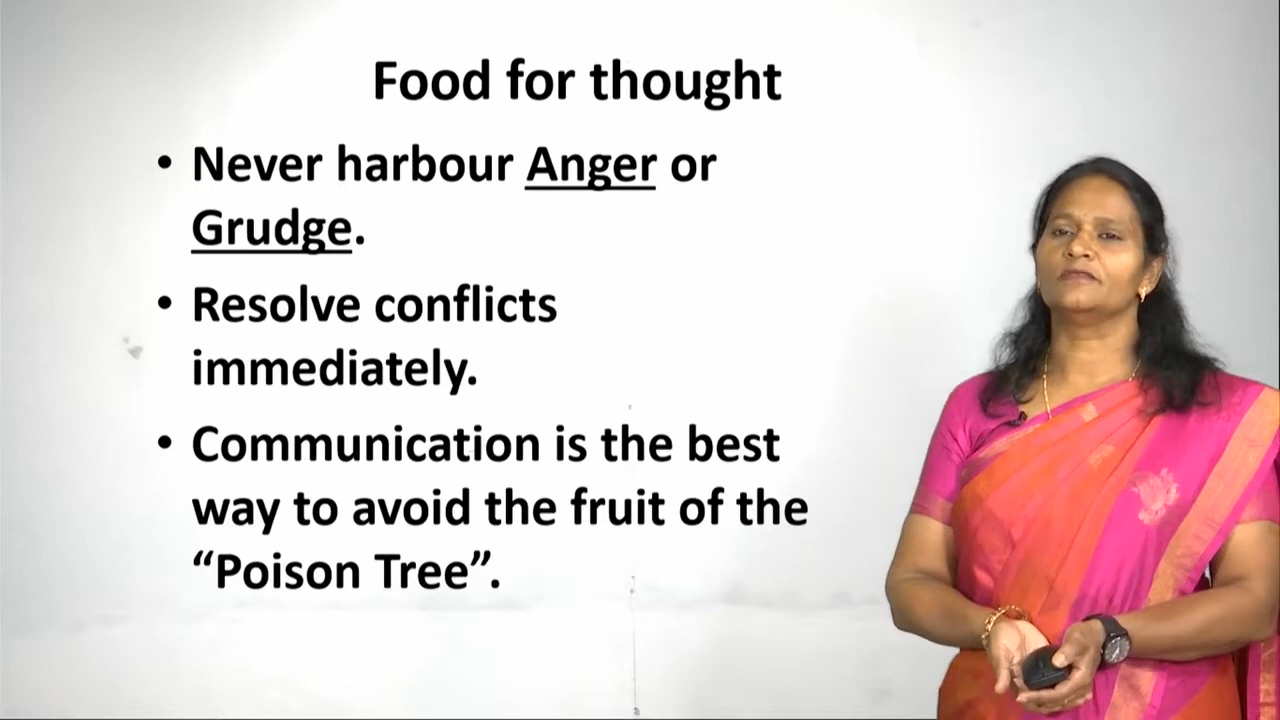 Food for thought
• Never harbour Anger or
Grudge.
• Resolve conflicts
immediately.
• Communication is the best
way to avoid the fruit of the
“Poison Tree”.